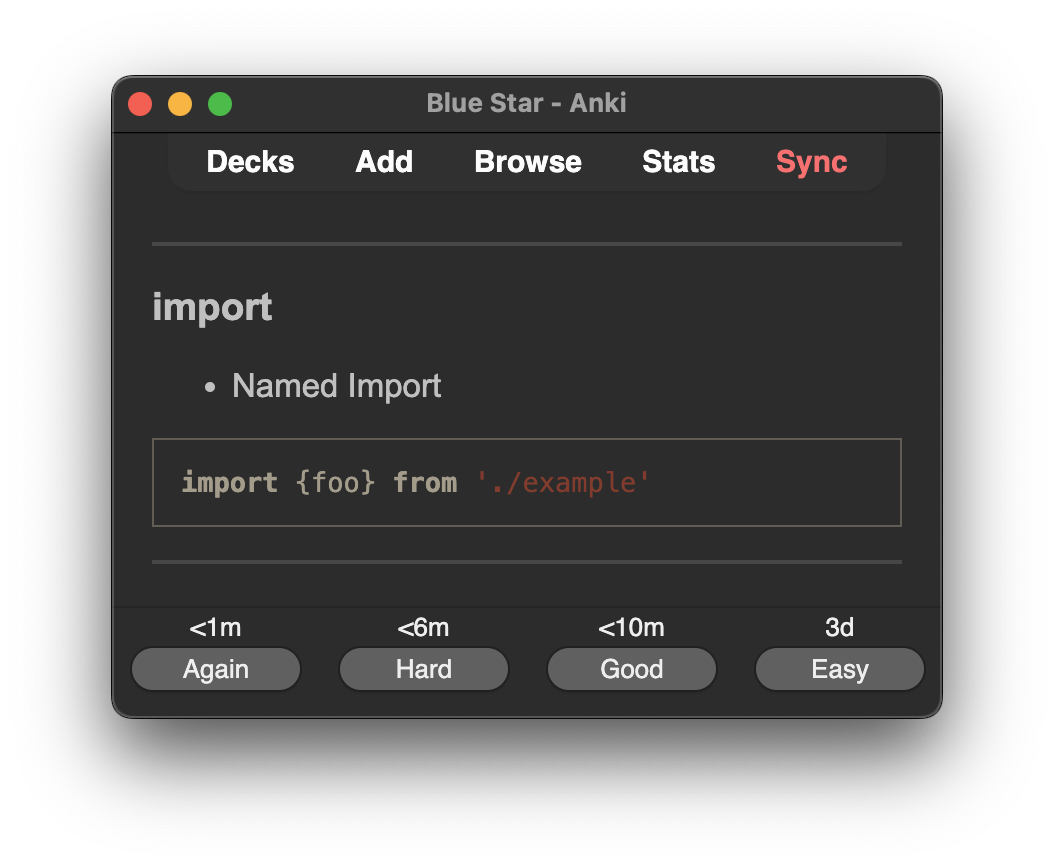 Blue Star - Anki
Decks Add Browse Stats Sync
import
• Named Import
import {foo} from './example'
<1m <6m <10m 3d
Again Hard Good Easy